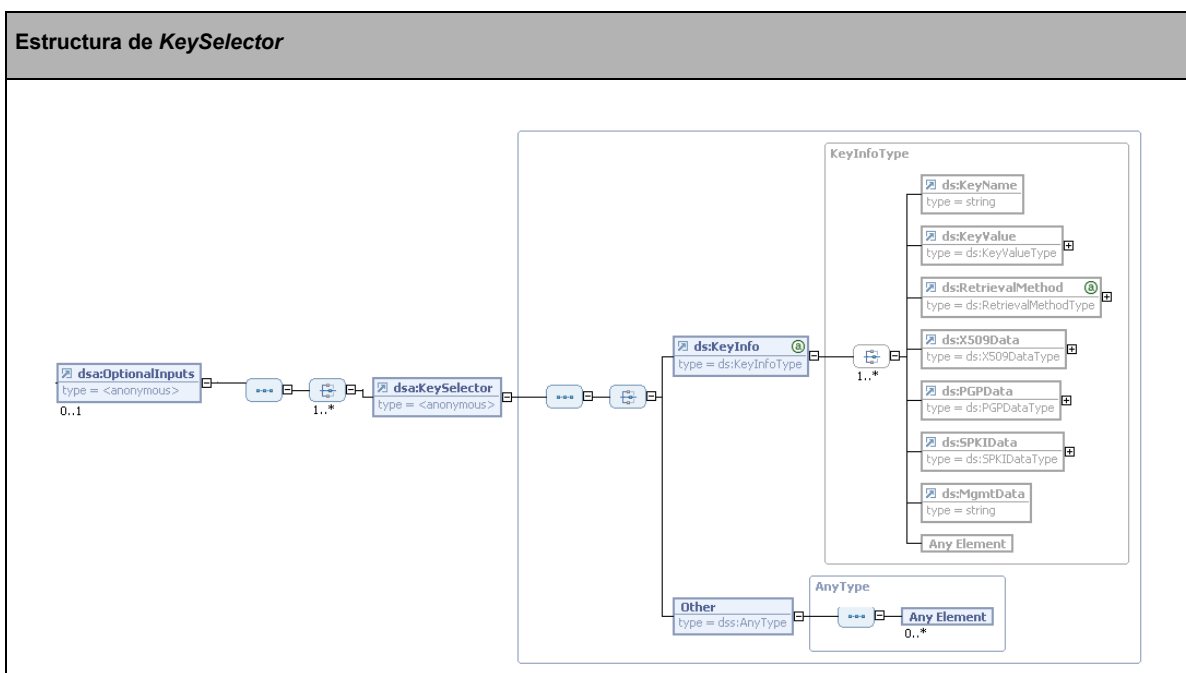 Estructura de KeySelector
KeyInfoType
ds:KeyName
type = string
ds:KeyValue
type = ds:KeyValueType
ds:RetrievalMethod
type = ds:RetrievalMethodType
ds:X509Data
type = ds:X509DataType
ds:PGPData
type = ds:PGPDataType
ds:SPKIData
type = ds:SPKIDataType
ds:MgmtData
type = string
Any Element
ds:KeyInfo
type = ds:KeyInfoType
1..*
dsa:OptionalInputs
type = <anonymous>
0..1
1..*
dsa:KeySelector
type = <anonymous>
Other
type = dss:AnyType
AnyType
Any Element
0..*